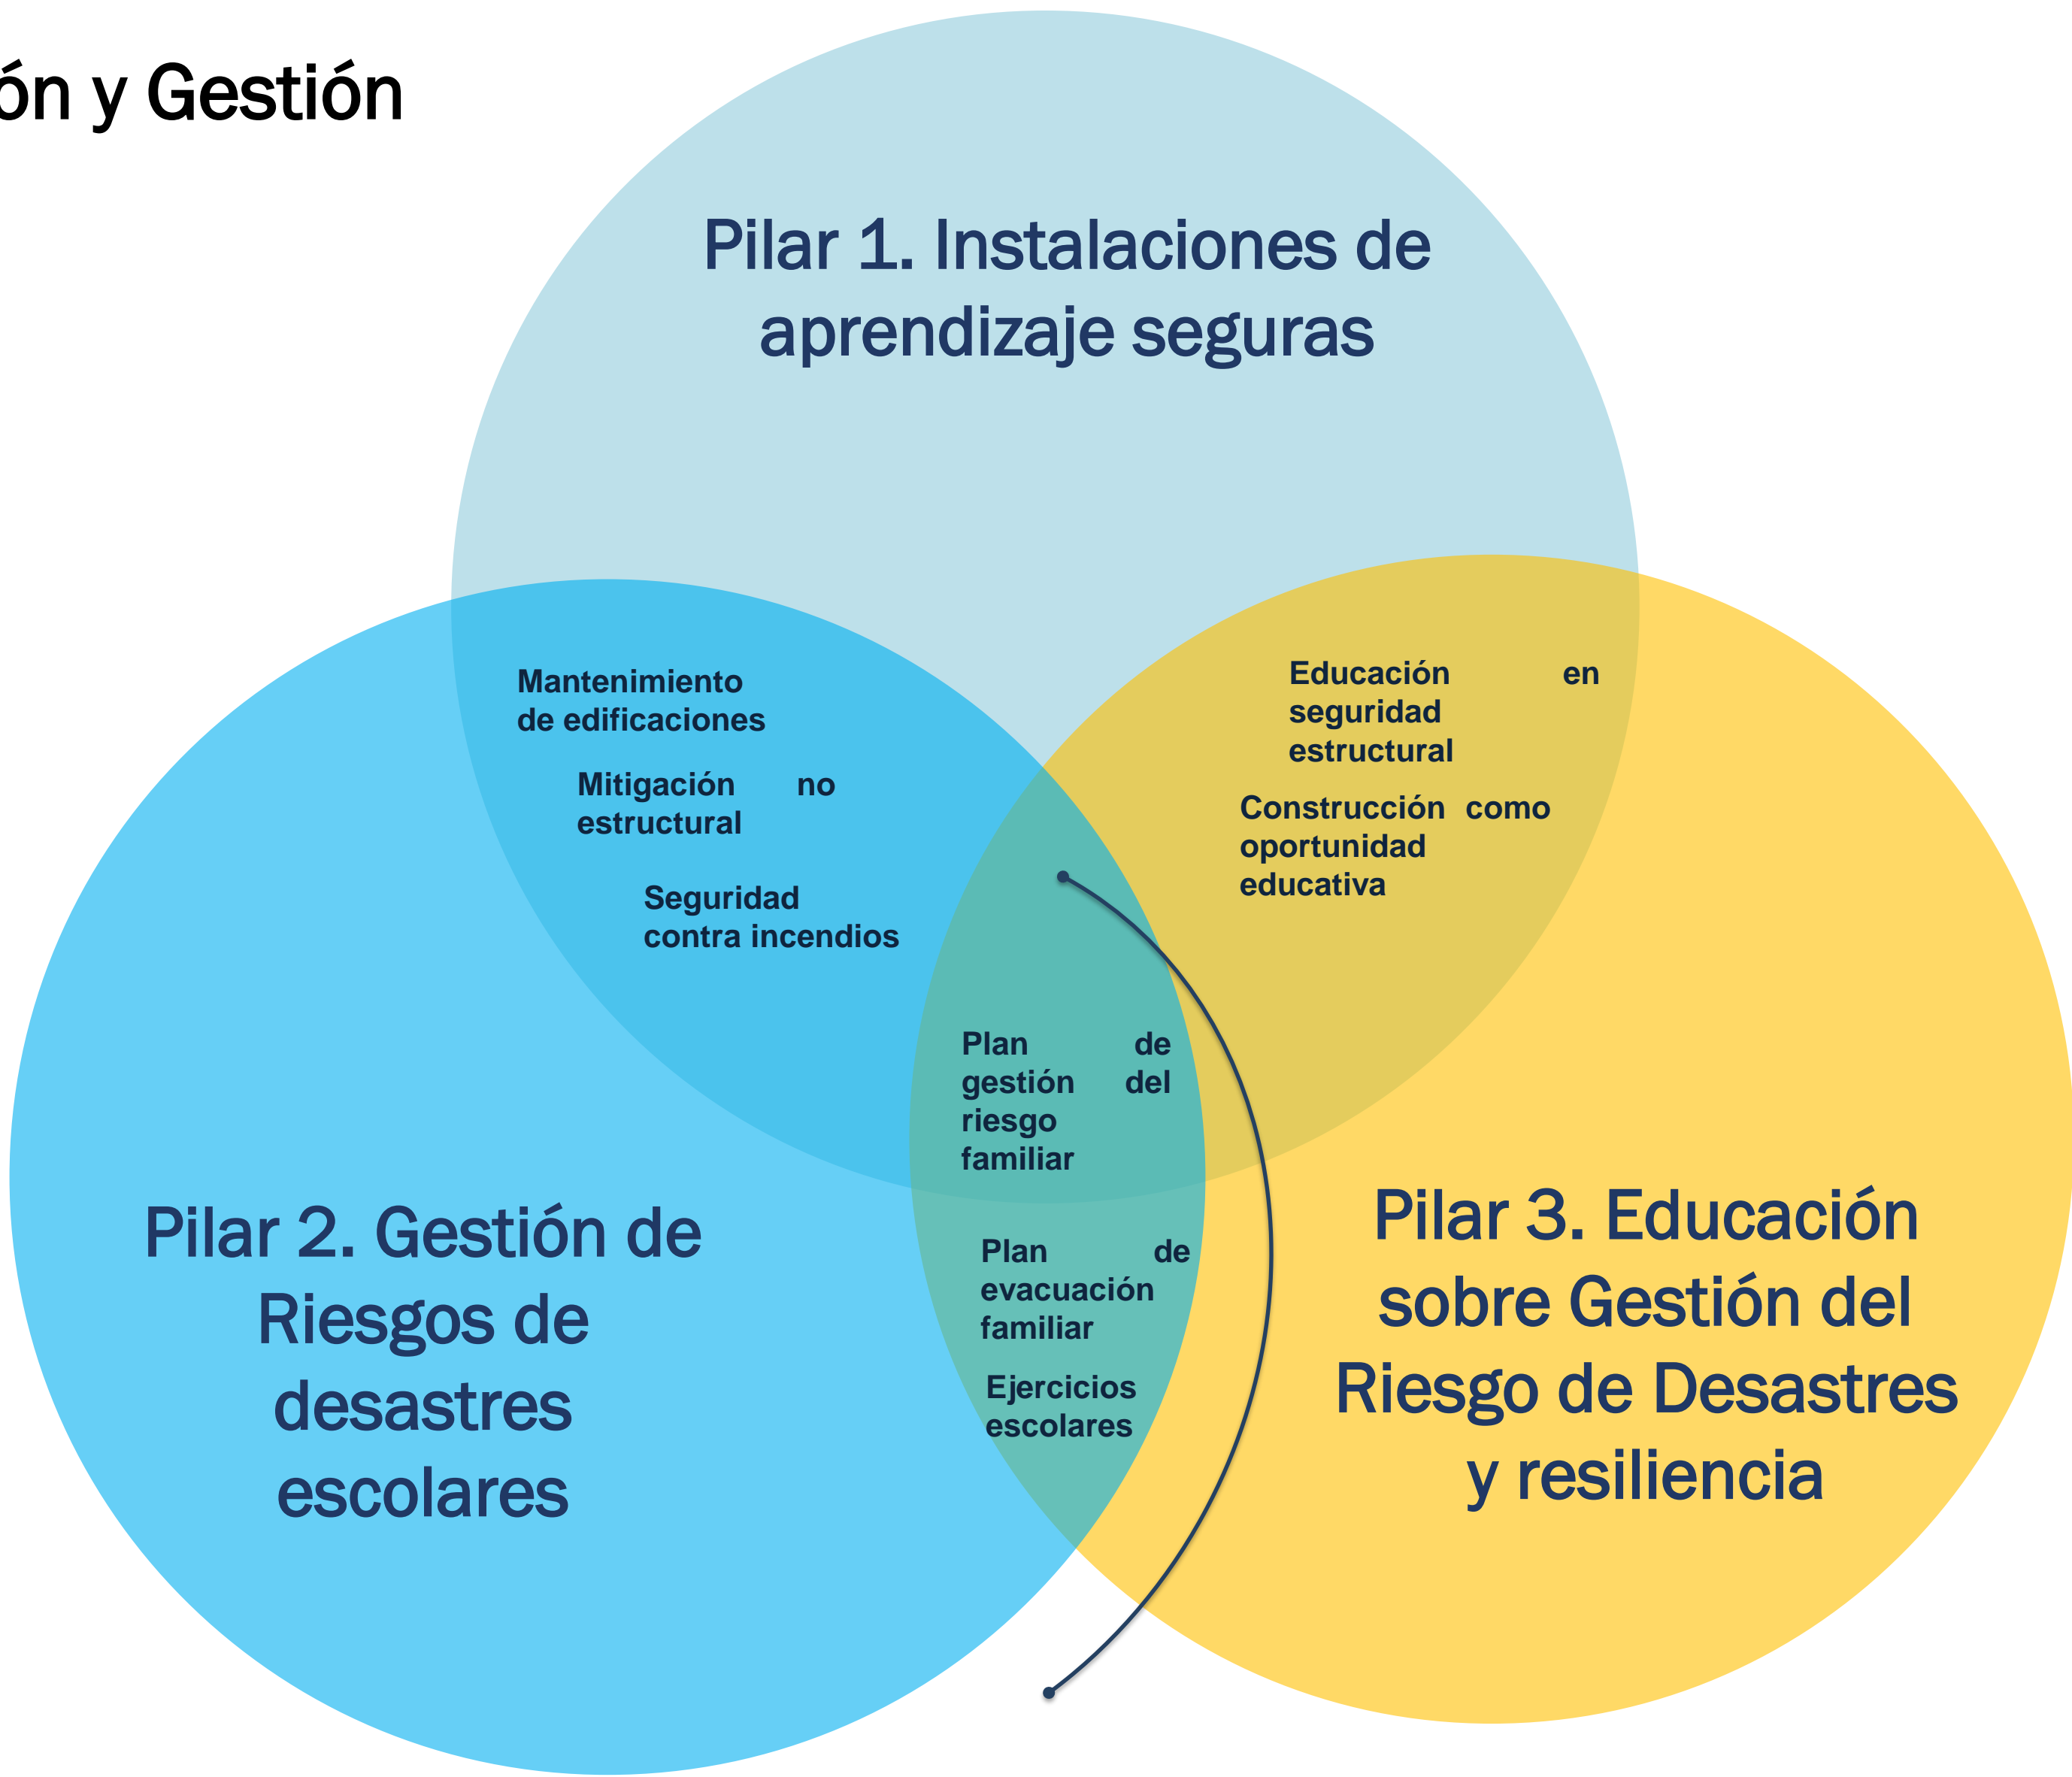 ón y Gestión
Pilar 1. Instalaciones de
aprendizaje seguras
Mantenimiento
de edificaciones
Mitigación no
estructural
Seguridad
contra incendios
Educación en
seguridad
estructural
Construcción como
oportunidad
educativa
Plan de
gestión del
riesgo
familiar
Plan de
evacuación
familiar
Ejercicios
escolares
Pilar 2. Gestión de
Riesgos de
desastres
escolares
Pilar 3. Educación
sobre Gestión del
Riesgo de Desastres
y resiliencia